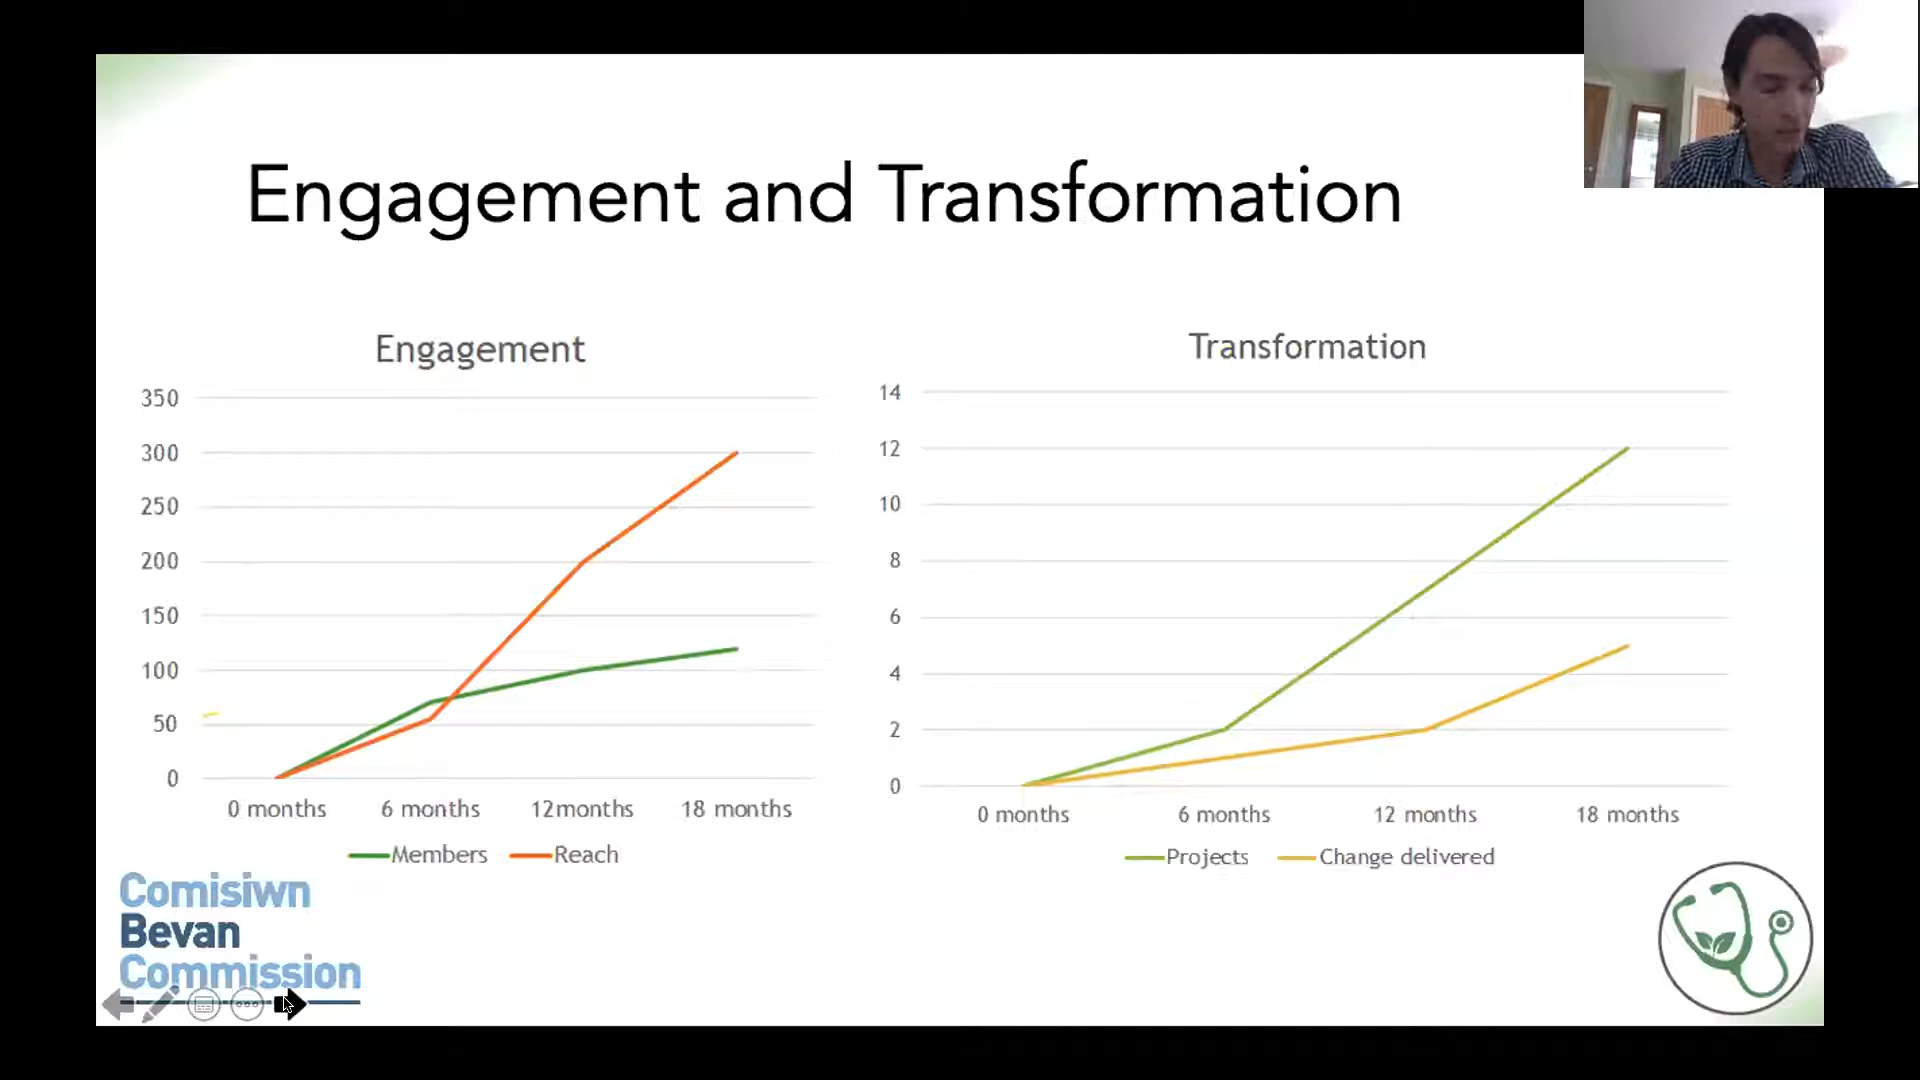 Engagement and Transformation
Engagement
350
300
250
200
150
100
50
0
0 months 6 months 12months 18 months
Members Reach
Transformation
14
12
10
8
6
4
2
0
0 months 6 months 12 months 18 months
Projects Change delivered
Comisiwn
Bevan
Commission